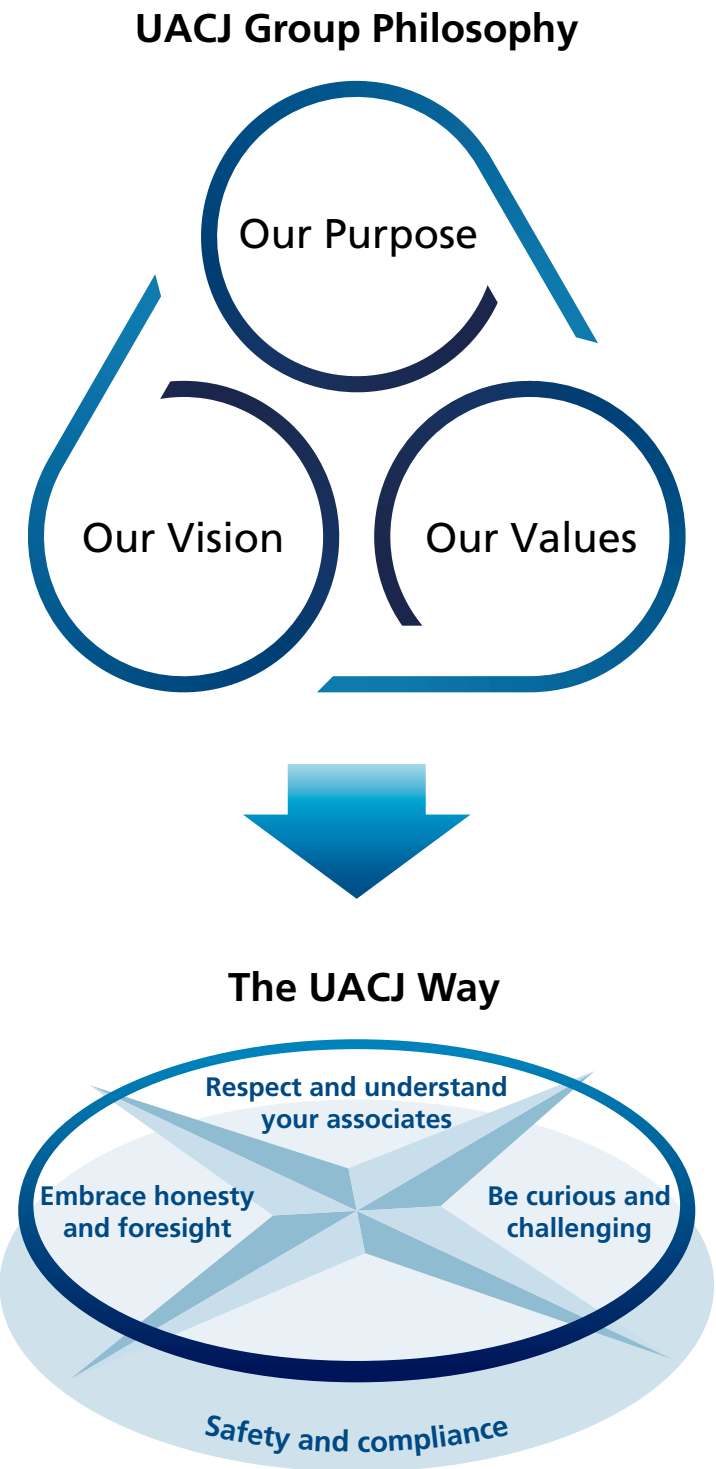 UACJ Group Philosophy
Our Purpose
Our Vision
Our Values
The UACJ Way
Respect and understand
your associates
Embrace honesty
and foresight
Be curious and
challenging
Safety and compliance